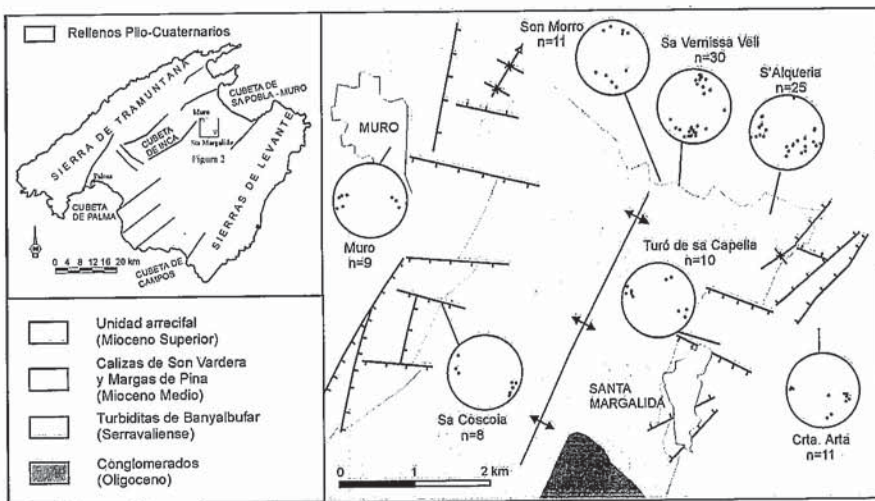 Rellenos Plio-Cuaternarios
SIERRA DE TRAMUNTANA
CUBETA DE
SA POBLA - MURO
Muro
CUBETA
DE INCA
Sta Margalida
Figura 2
Palma
CUBETA
DE PALMA
SIERRAS DE LEVANTE
CUBETA DE
CAMPOS
0 4 8 12 16 20 km
Unidad arrecifal
(Mioceno Superior)
Calizas de Son Vardera
y Margas de Pina
(Mioceno Medio)
Turbiditas de Banyalbufar
(Serravaliense)
Conglomerados
(Oligoceno)
Son Morro
n=11
Sa Vernissa Vell
n=30
S'Alqueria
n=25
MURO
Muro
n=9
Turó de sa Capella
n=10
Sa Còscola
n=8
SANTA
MARGALIDA
Crta. Artà
n=11
0 1 2 km